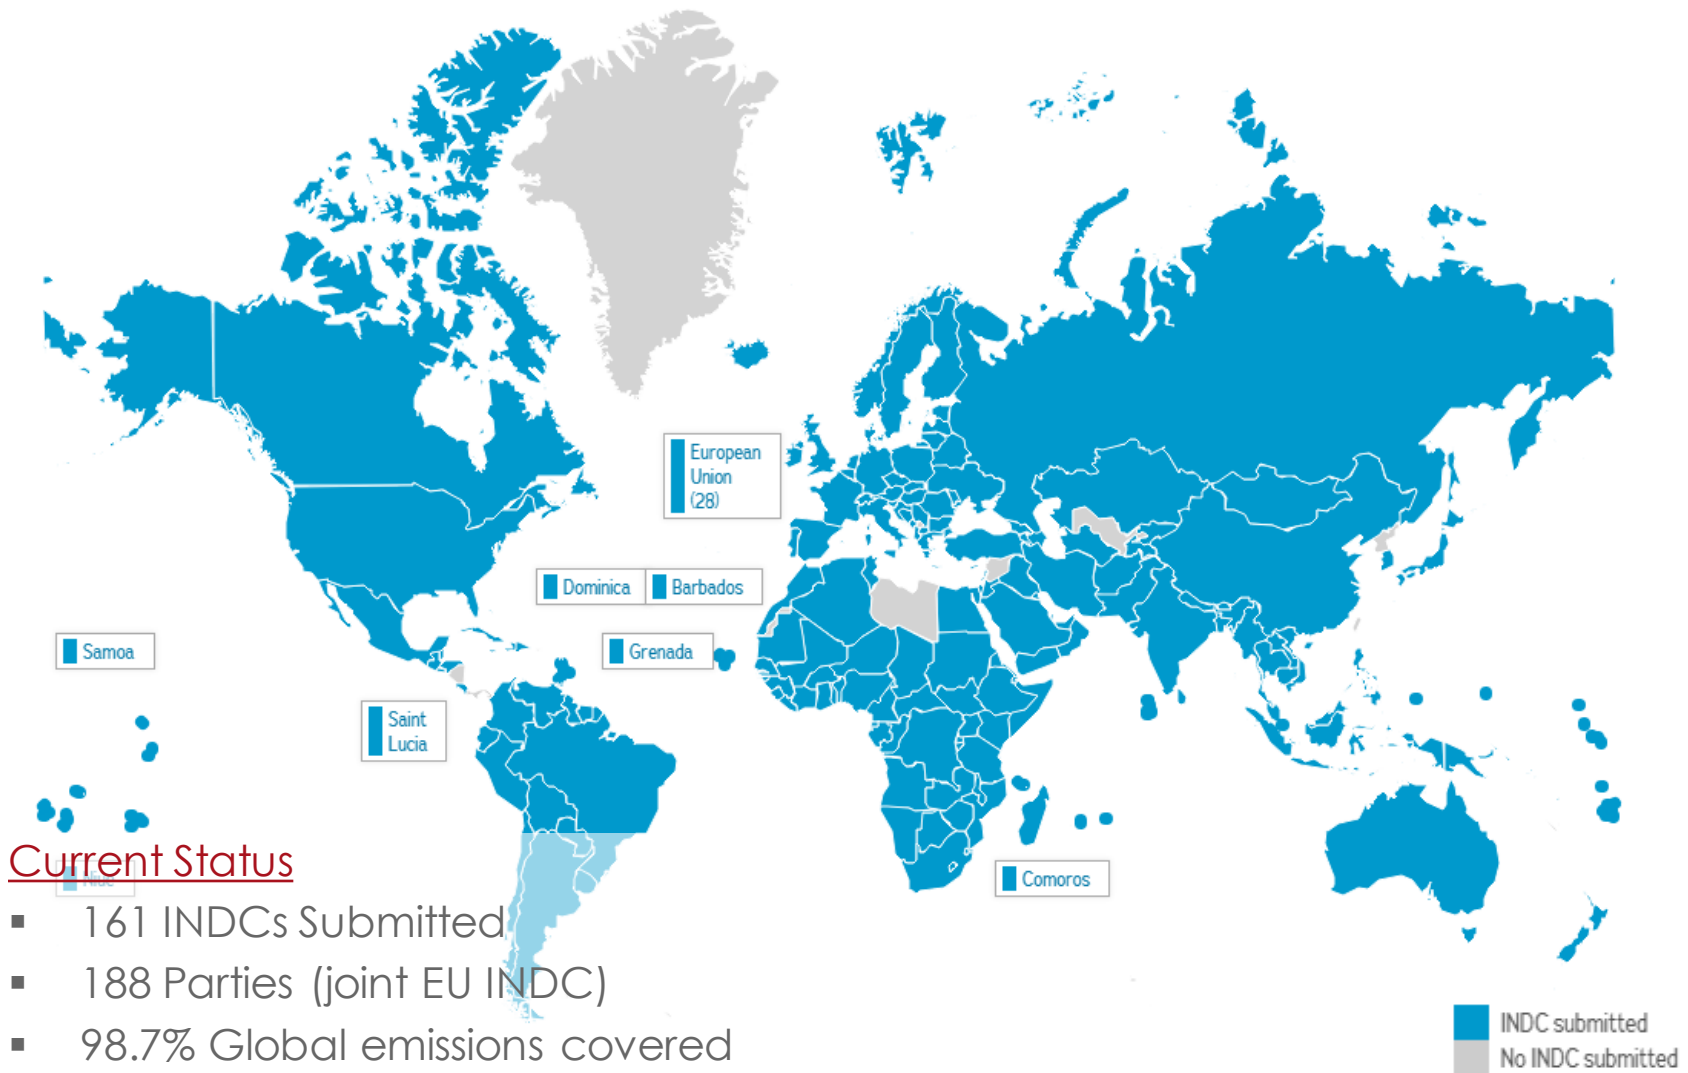 European
Union
(28)
Dominica
Barbados
Samoa
Grenada
Saint
Lucia
Current Status
Niue
Comoros
▪ 161 INDCs Submitted
▪ 188 Parties (joint EU INDC)
▪ 98.7% Global emissions covered
INDC submitted
No INDC submitted